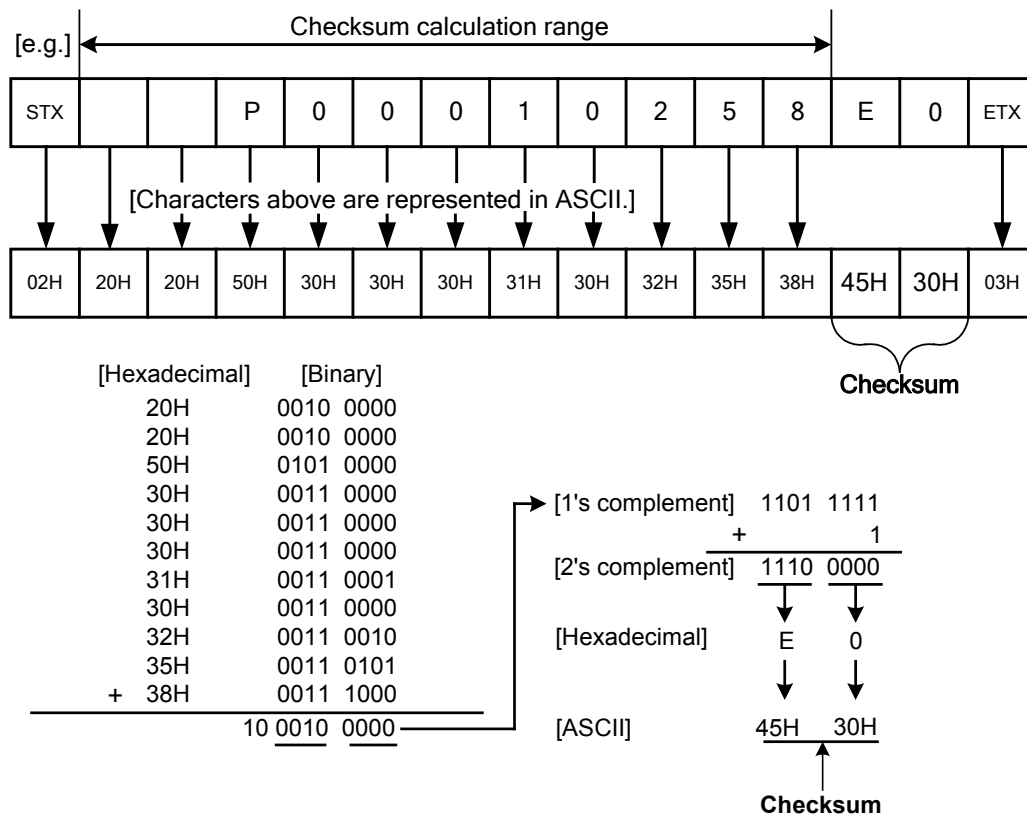 Checksum calculation range
[e.g.]
STX P 0 0 0 1 0 2 5 8 E 0 ETX
[Characters above are represented in ASCII.]
02H 20H 20H 50H 30H 30H 30H 31H 30H 32H 35H 38H 45H 30H 03H
Checksum
[Hexadecimal] [Binary]
20H 0010 0000
20H 0010 0000
50H 0101 0000
30H 0011 0000
30H 0011 0000
30H 0011 0000
31H 0011 0001
30H 0011 0000
32H 0011 0010
35H 0011 0101
+ 38H 0011 1000
10 0010 0000
[1's complement] 1101 1111
+ 1
[2's complement] 1110 0000
[Hexadecimal] E 0
[ASCII] 45H 30H
Checksum